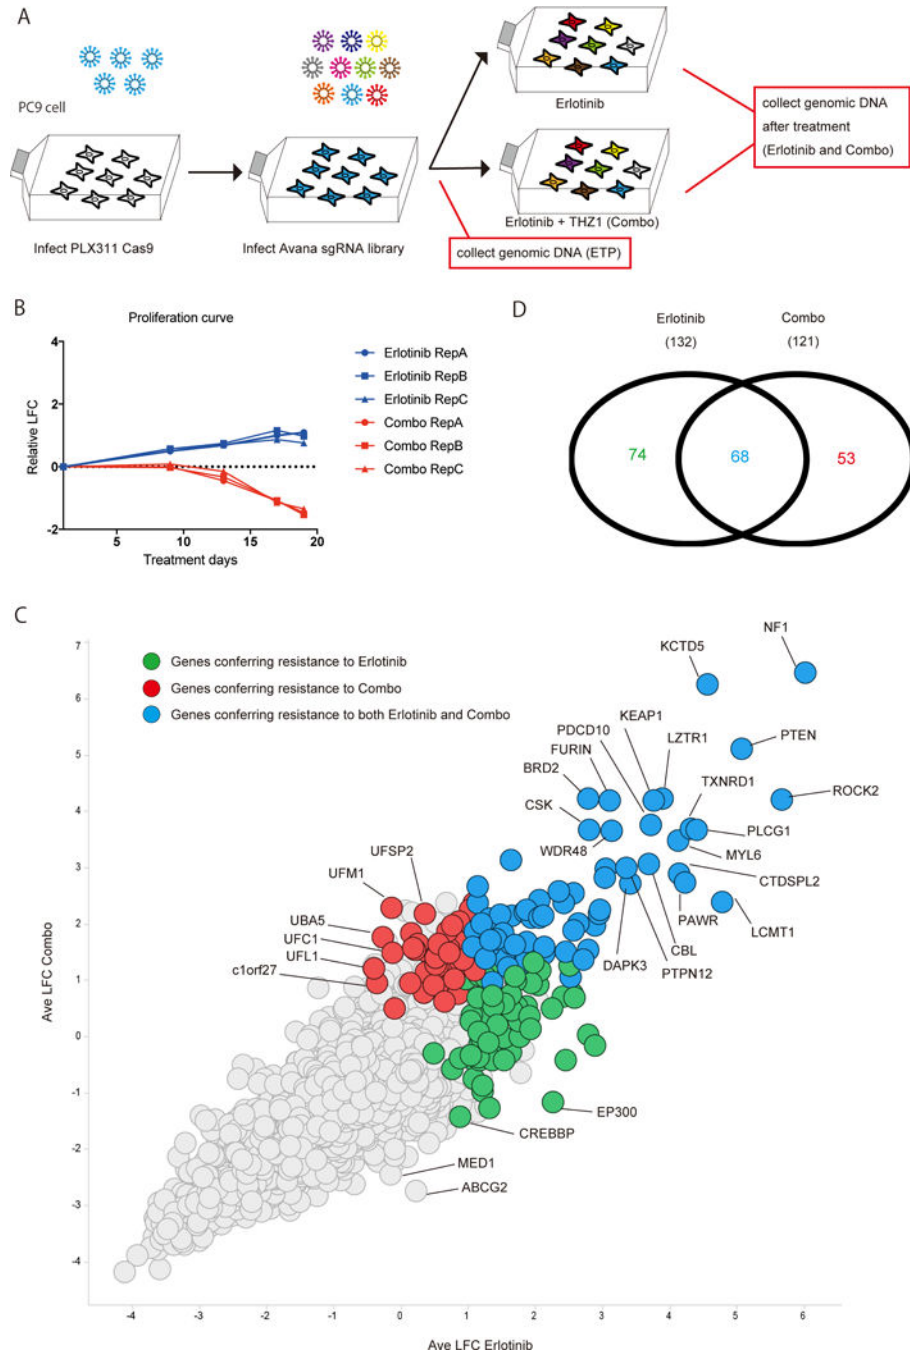 A
PC9 cell
Infect PLX311 Cas9
Infect Avana sgRNA library
Erlotinib
Erlotinib + THZ1 (Combo)
collect genomic DNA
after treatment
(Erlotinib and Combo)
collect genomic DNA (ETP)
B
Proliferation curve
Relative LFC
4
2
0
-2
5
10
15
20
Treatment days
Erlotinib RepA
Erlotinib RepB
Erlotinib RepC
Combo RepA
Combo RepB
Combo RepC
D
Erlotinib
(132)
Combo
(121)
74
68
53
C
Genes conferring resistance to Erlotinib
Genes conferring resistance to Combo
Genes conferring resistance to both Erlotinib and Combo
Ave LFC Combo
7
6
5
4
3
2
1
0
-1
-2
-3
-4
NF1
KCTD5
KEAP1
PTEN
PDCD10
LZTR1
FURIN
BRD2
TXNRD1
ROCK2
CSK
PLCG1
WDR48
MYL6
UFSP2
CTDSPL2
UFM1
PAWR
LCMT1
UBA5
CBL
UFC1
DAPK3
PTPN12
UFL1
c1orf27
EP300
CREBBP
MED1
ABCG2
-4
-3
-2
-1
0
1
2
3
4
5
6
Ave LFC Erlotinib